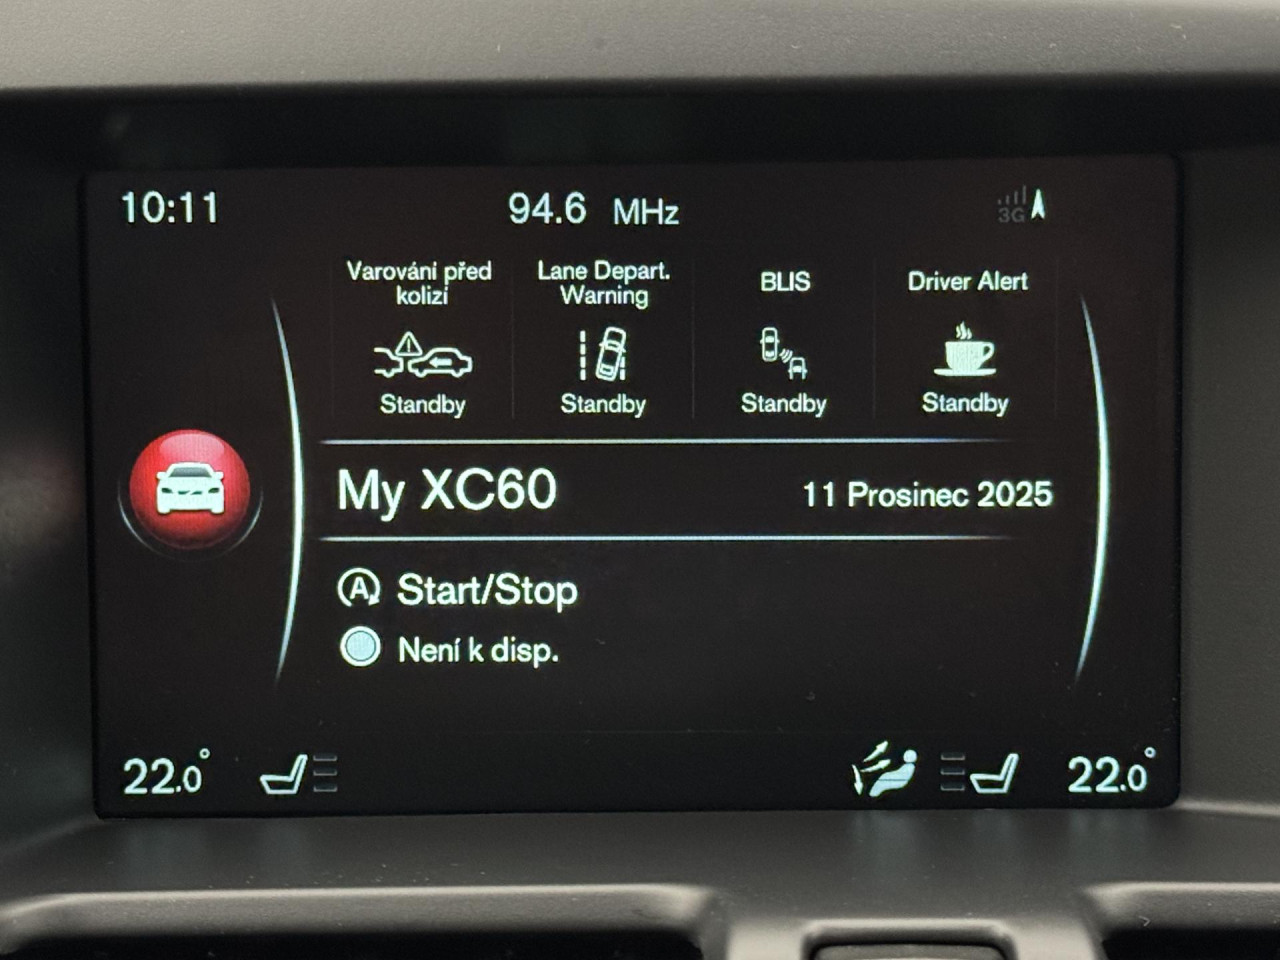 10:11
94.6 MHz
3G
Varování před
kolizí
Lane Depart.
Warning
BLIS
Driver Alert
Standby
Standby
Standby
Standby
My XC60
11 Prosinec 2025
A Start/Stop
Není k disp.
22.0°
22.0°